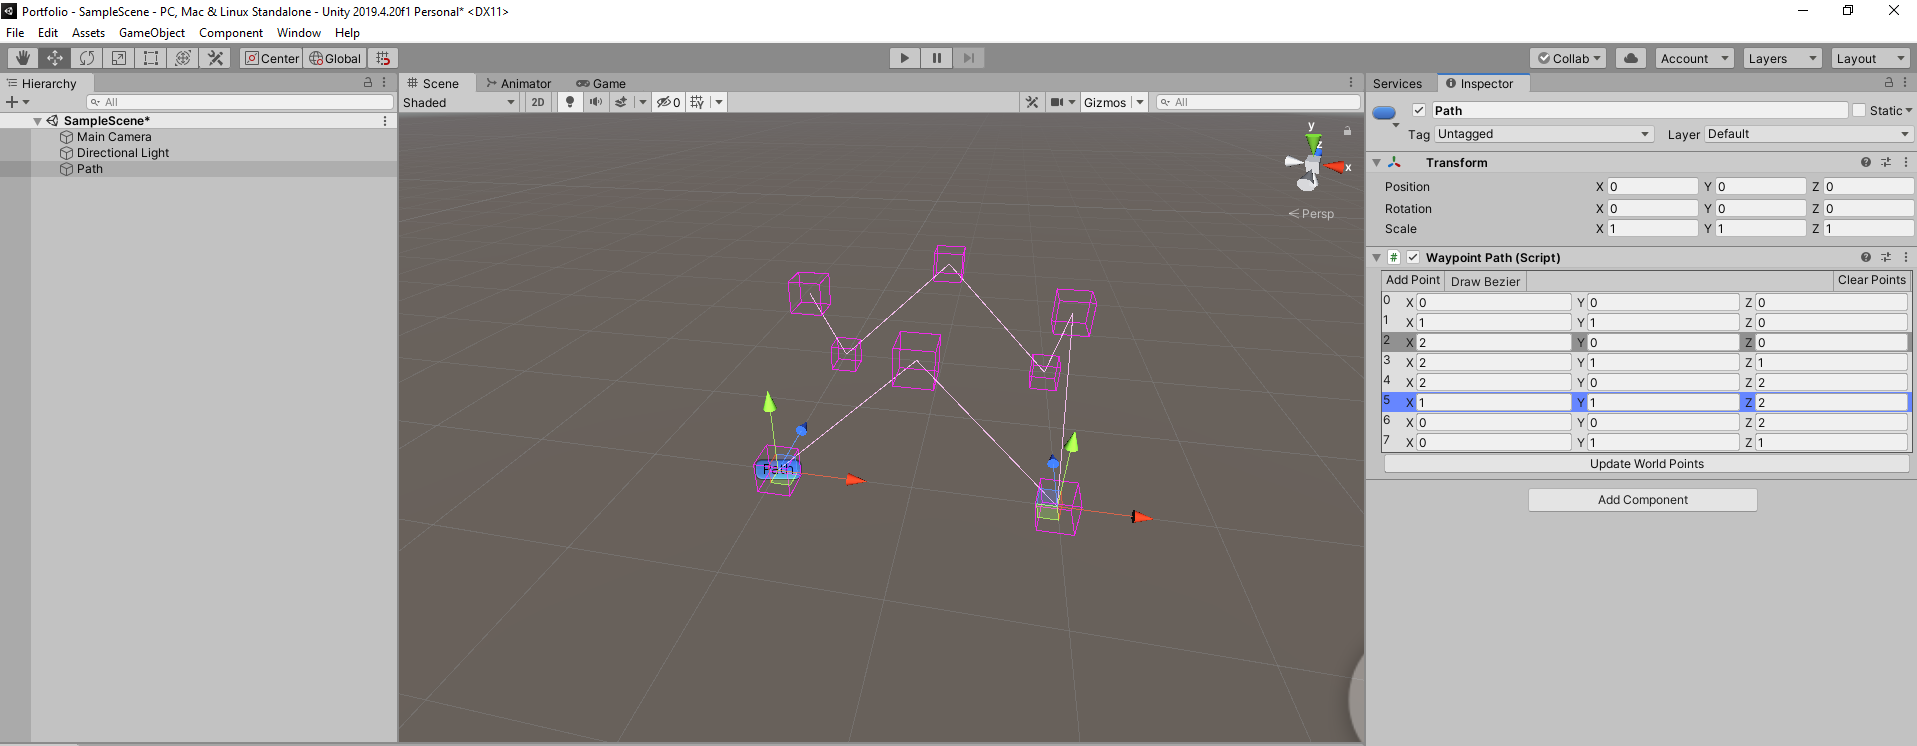 Portfolio - SampleScene - PC, Mac & Linux Standalone - Unity 2019.4.20f1 Personal* <DX11>
File Edit Assets GameObject Component Window Help
Center Global Collab Account Layers Layout
Hierarchy
All
SampleScene*
Main Camera
Directional Light
Path
Scene Animator Game
Shaded 2D 0 Gizmos All
y
z
x
Persp
Path
Services Inspector
Path Static
Tag Untagged Layer Default
Transform
Position X 0 Y 0 Z 0
Rotation X 0 Y 0 Z 0
Scale X 1 Y 1 Z 1
# Waypoint Path (Script)
Add Point Draw Bezier Clear Points
0 X 0 Y 0 Z 0
1 X 1 Y 1 Z 0
2 X 2 Y 0 Z 0
3 X 2 Y 1 Z 1
4 X 2 Y 0 Z 2
5 X 1 Y 1 Z 2
6 X 0 Y 0 Z 2
7 X 0 Y 1 Z 1
Update World Points
Add Component